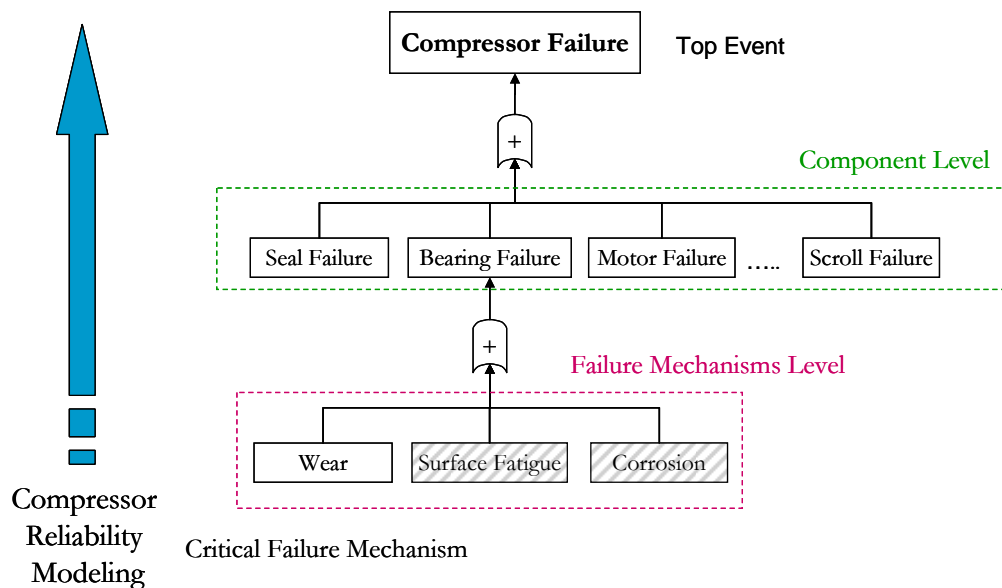 Compressor Failure
Top Event
+
Component Level
Seal Failure
Bearing Failure
Motor Failure
.....
Scroll Failure
+
Failure Mechanisms Level
Wear
Surface Fatigue
Corrosion
Compressor
Reliability
Modeling
Critical Failure Mechanism